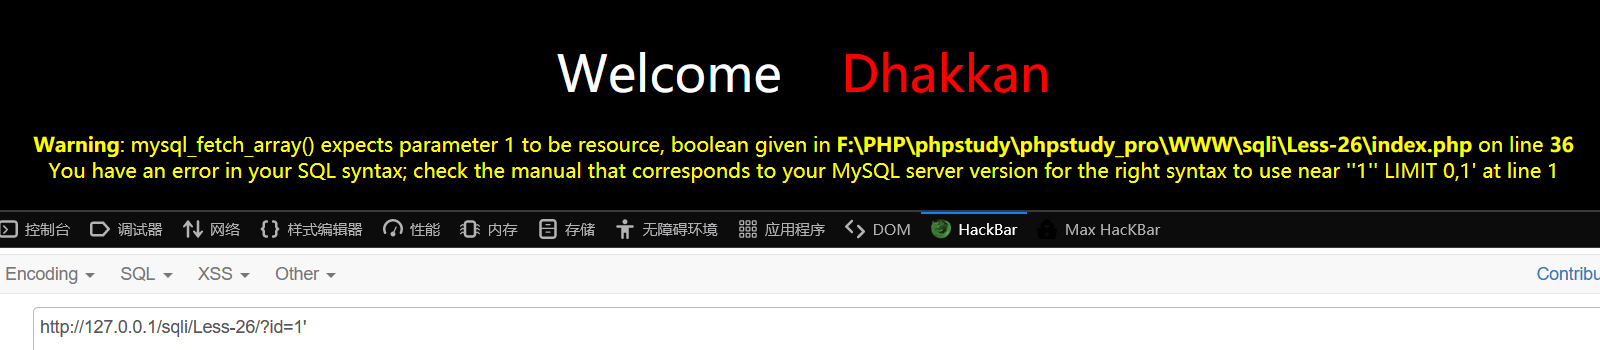 Welcome Dhakkan
Warning: mysql_fetch_array() expects parameter 1 to be resource, boolean given in F:\PHP\phpstudy\phpstudy_pro\WWW\sqli\Less-26\index.php on line 36
You have an error in your SQL syntax; check the manual that corresponds to your MySQL server version for the right syntax to use near ''1'' LIMIT 0,1' at line 1
控制台 调试器 网络 样式编辑器 性能 内存 存储 无障碍环境 应用程序 DOM HackBar Max HacKBar
Encoding SQL XSS Other Contribu
http://127.0.0.1/sqli/Less-26/?id=1'